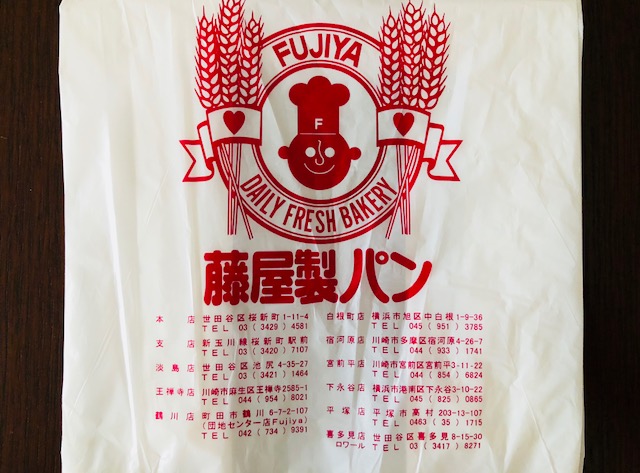 FUJIYA
F
DAILY FRESH BAKERY
藤屋製パン
本店 世田谷区桜新町1-11-4
TEL 03(3429)4581
支店 新玉川線桜新町駅前
TEL 03(3420)7107
淡島店 世田谷区池尻4-35-27
TEL 03(3421)1464
王禅寺店 川崎市麻生区王禅寺2585-1
TEL 044(954)8021
鶴川店 町田市鶴川6-7-2-107
(団地センター店Fujiya)
TEL 042(734)9391
白根町店 横浜市旭区中白根1-9-36
TEL 045(951)3785
宿河原店 川崎市多摩区宿河原4-26-7
TEL 044(933)1741
宮前平店 川崎市宮前区宮前平3-11-22
TEL 044(854)6824
下永谷店 横浜市港南区下永谷3-10-22
TEL 045(825)0865
平塚店 平塚市高村203-13-107
TEL 0463(35)1715
喜多見店 世田谷区喜多見8-15-30
ロワール TEL 03(3417)8271